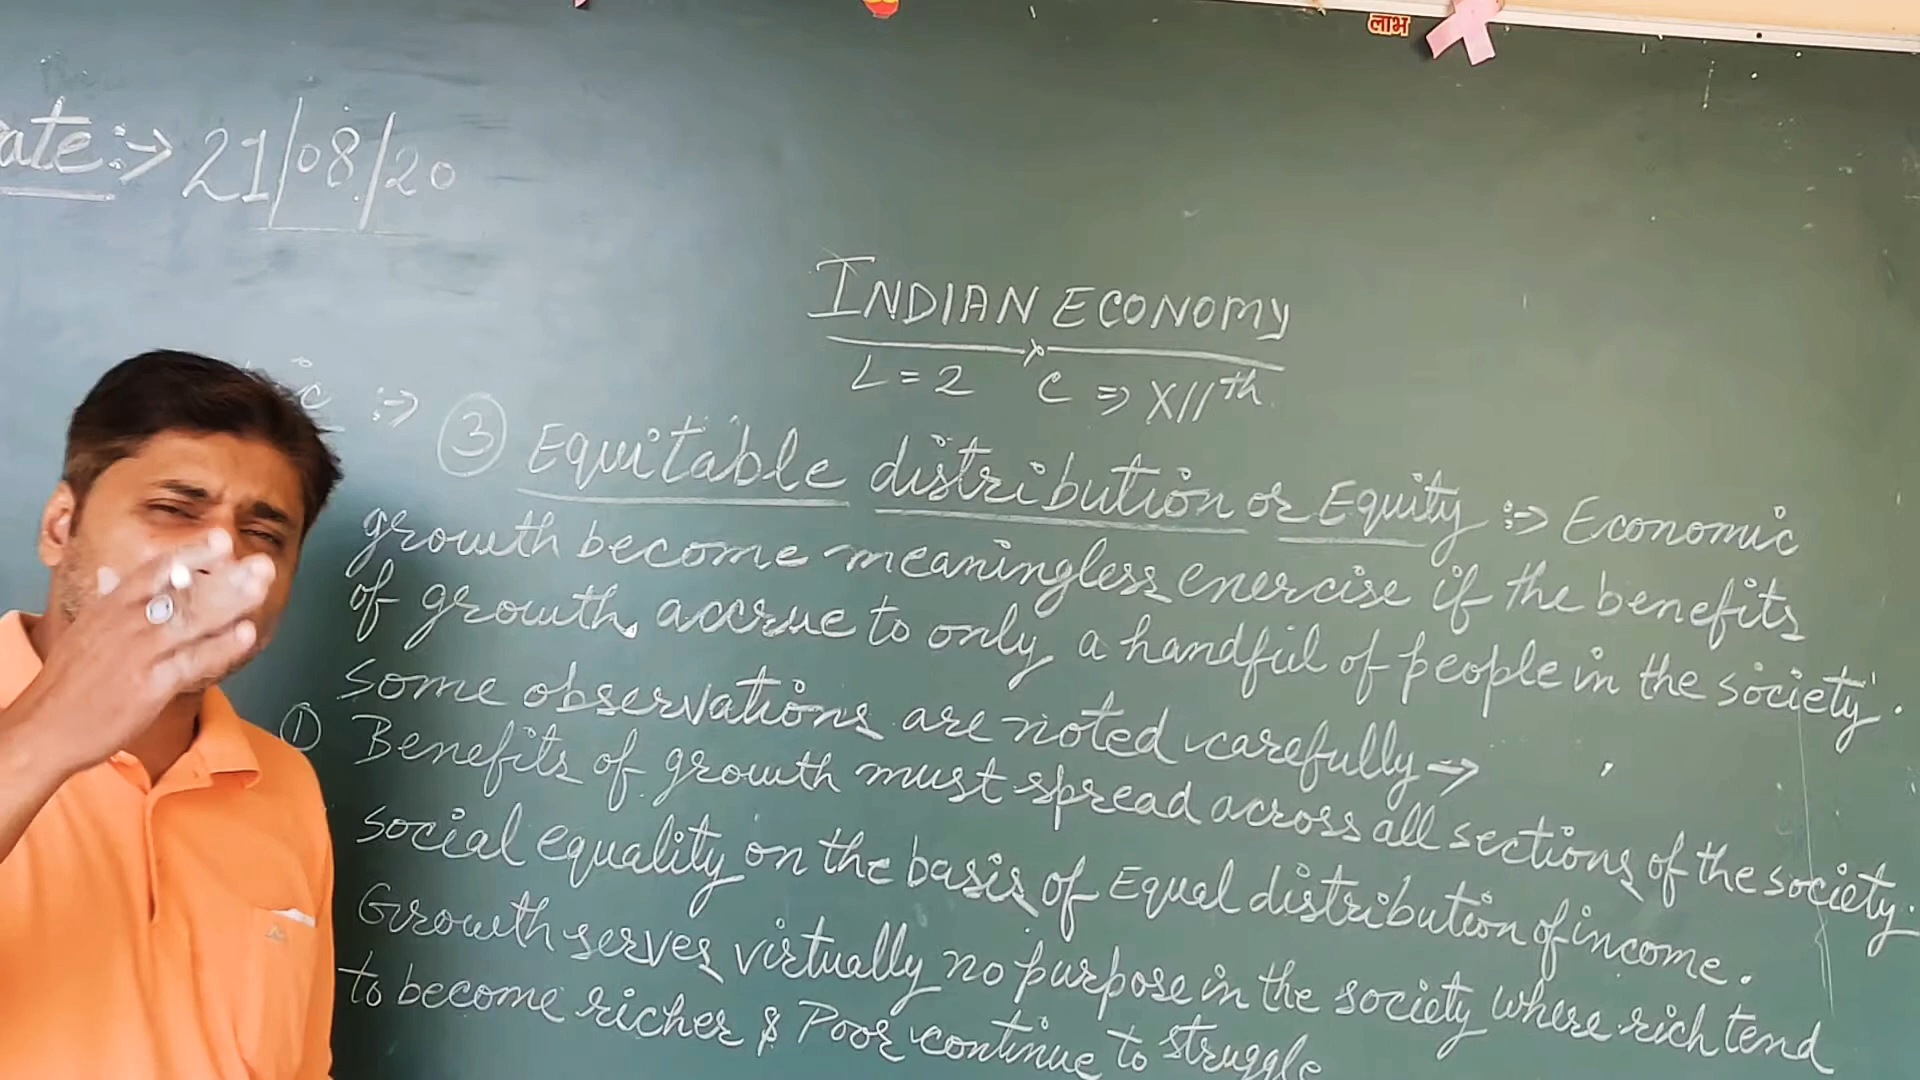 लाभ
ate :-> 21/08/20
INDIAN ECONOMY
L = 2 C => XIIth
ic :->
③ Equitable distribution or Equity :-> Economic
growth become meaningless enercise if the benefits
of growth accrue to only a handful of people in the society.
Some observations are noted carefully ->
① Benefits of growth must spread across all sections of the society.
Social equality on the basis of Equal distribution of income.
Growth serves virtually no purpose in the society where rich tend
to become richer & Poor continue to struggle